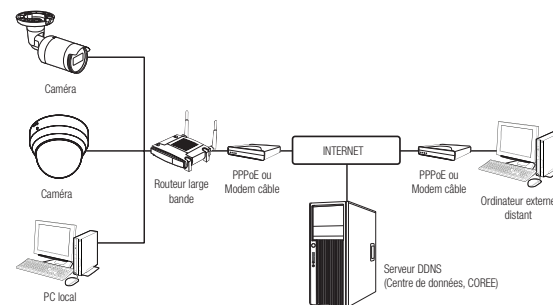 Caméra
Caméra
PC local
Routeur large
bande
PPPoE ou
Modem câble
INTERNET
PPPoE ou
Modem câble
Ordinateur externe
distant
Serveur DDNS
(Centre de données, COREE)